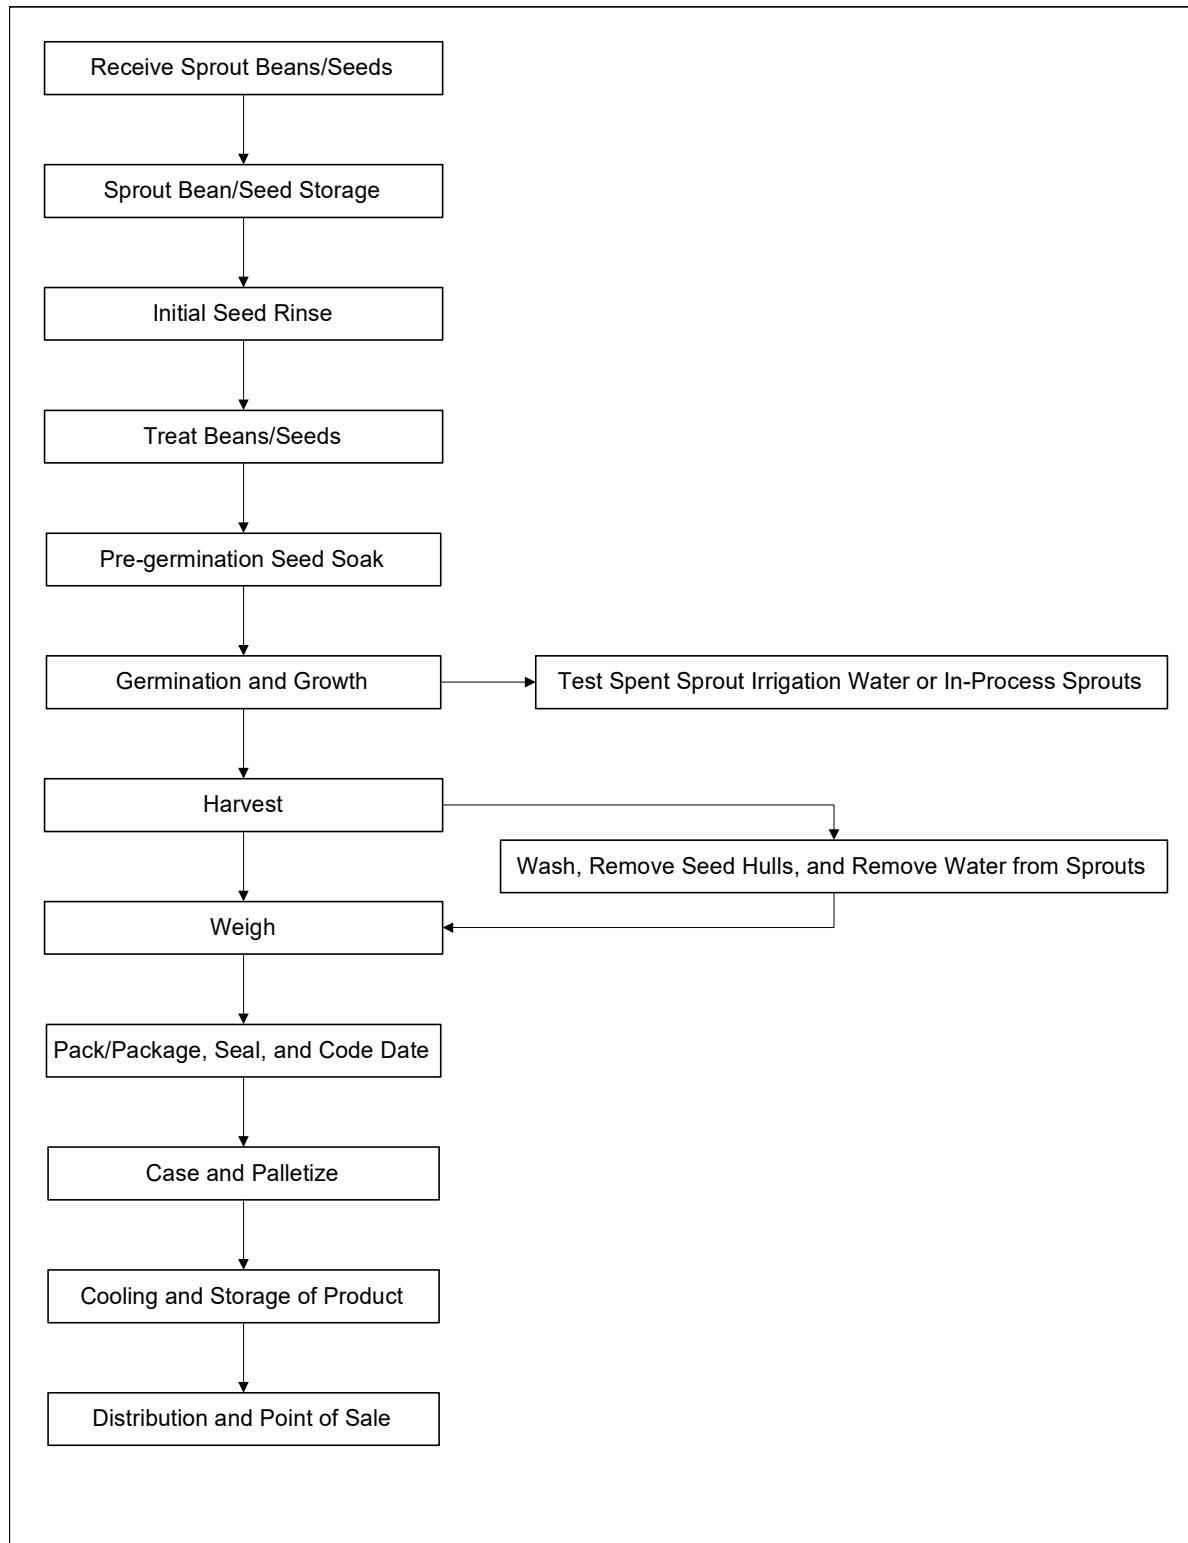 Receive Sprout Beans/Seeds
Sprout Bean/Seed Storage
Initial Seed Rinse
Treat Beans/Seeds
Pre-germination Seed Soak
Germination and Growth
Test Spent Sprout Irrigation Water or In-Process Sprouts
Harvest
Wash, Remove Seed Hulls, and Remove Water from Sprouts
Weigh
Pack/Package, Seal, and Code Date
Case and Palletize
Cooling and Storage of Product
Distribution and Point of Sale